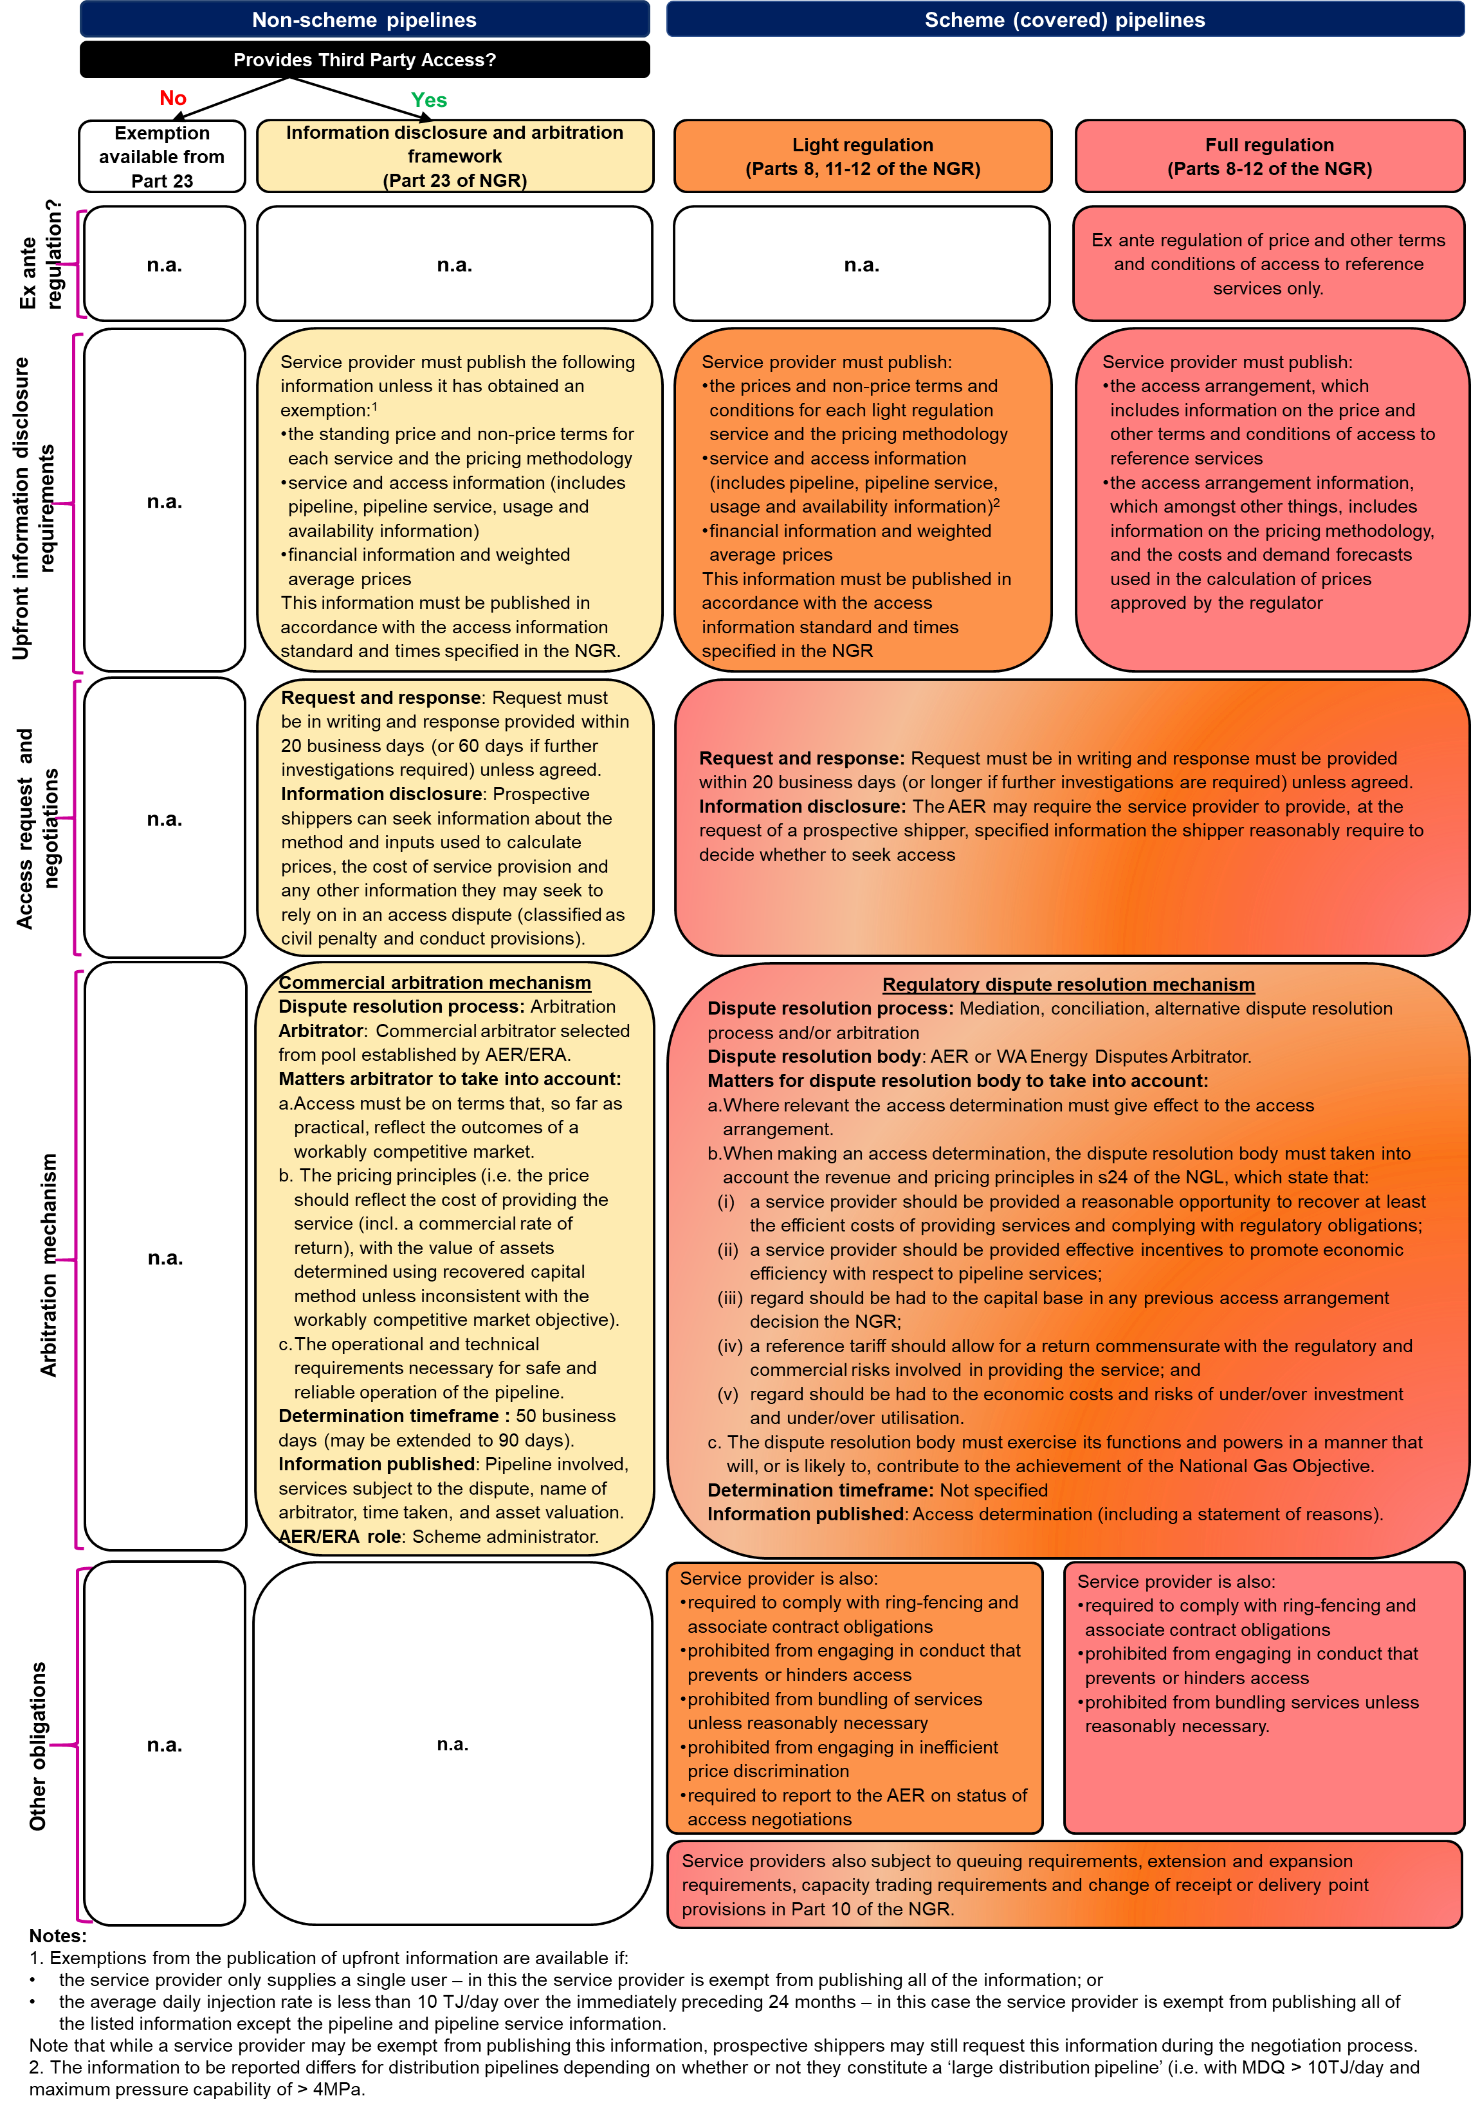 Non-scheme pipelines
Scheme (covered) pipelines
Provides Third Party Access?
No
Yes
Exemption
available from
Part 23
Information disclosure and arbitration
framework
(Part 23 of NGR)
Light regulation
(Parts 8, 11-12 of the NGR)
Full regulation
(Parts 8-12 of the NGR)
Ex ante
regulation?
n.a.
n.a.
n.a.
Ex ante regulation of price and other terms
and conditions of access to reference
services only.
Upfront information disclosure
requirements
n.a.
Service provider must publish the following
information unless it has obtained an
exemption:1
•the standing price and non-price terms for
each service and the pricing methodology
•service and access information (includes
pipeline, pipeline service, usage and
availability information)
•financial information and weighted
average prices
This information must be published in
accordance with the access information
standard and times specified in the NGR.
Service provider must publish:
•the prices and non-price terms and
conditions for each light regulation
service and the pricing methodology
•service and access information
(includes pipeline, pipeline service,
usage and availability information)2
•financial information and weighted
average prices
This information must be published in
accordance with the access
information standard and times
specified in the NGR
Service provider must publish:
•the access arrangement, which
includes information on the price and
other terms and conditions of access to
reference services
•the access arrangement information,
which amongst other things, includes
information on the pricing methodology,
and the costs and demand forecasts
used in the calculation of prices
approved by the regulator
Access request and
negotiations
n.a.
Request and response: Request must
be in writing and response provided within
20 business days (or 60 days if further
investigations required) unless agreed.
Information disclosure: Prospective
shippers can seek information about the
method and inputs used to calculate
prices, the cost of service provision and
any other information they may seek to
rely on in an access dispute (classified as
civil penalty and conduct provisions).
Request and response: Request must be in writing and response must be provided
within 20 business days (or longer if further investigations are required) unless agreed.
Information disclosure: The AER may require the service provider to provide, at the
request of a prospective shipper, specified information the shipper reasonably require to
decide whether to seek access
Arbitration mechanism
n.a.
Commercial arbitration mechanism
Dispute resolution process: Arbitration
Arbitrator: Commercial arbitrator selected
from pool established by AER/ERA.
Matters arbitrator to take into account:
a.Access must be on terms that, so far as
practical, reflect the outcomes of a
workably competitive market.
b. The pricing principles (i.e. the price
should reflect the cost of providing the
service (incl. a commercial rate of
return), with the value of assets
determined using recovered capital
method unless inconsistent with the
workably competitive market objective).
c.The operational and technical
requirements necessary for safe and
reliable operation of the pipeline.
Determination timeframe : 50 business
days (may be extended to 90 days).
Information published: Pipeline involved,
services subject to the dispute, name of
arbitrator, time taken, and asset valuation.
AER/ERA role: Scheme administrator.
Regulatory dispute resolution mechanism
Dispute resolution process: Mediation, conciliation, alternative dispute resolution
process and/or arbitration
Dispute resolution body: AER or WA Energy Disputes Arbitrator.
Matters for dispute resolution body to take into account:
a.Where relevant the access determination must give effect to the access
arrangement.
b.When making an access determination, the dispute resolution body must taken into
account the revenue and pricing principles in s24 of the NGL, which state that:
(i) a service provider should be provided a reasonable opportunity to recover at least
the efficient costs of providing services and complying with regulatory obligations;
(ii) a service provider should be provided effective incentives to promote economic
efficiency with respect to pipeline services;
(iii) regard should be had to the capital base in any previous access arrangement
decision the NGR;
(iv) a reference tariff should allow for a return commensurate with the regulatory and
commercial risks involved in providing the service; and
(v) regard should be had to the economic costs and risks of under/over investment
and under/over utilisation.
c. The dispute resolution body must exercise its functions and powers in a manner that
will, or is likely to, contribute to the achievement of the National Gas Objective.
Determination timeframe: Not specified
Information published: Access determination (including a statement of reasons).
Other obligations
n.a.
n.a.
Service provider is also:
•required to comply with ring-fencing and
associate contract obligations
•prohibited from engaging in conduct that
prevents or hinders access
•prohibited from bundling of services
unless reasonably necessary
•prohibited from engaging in inefficient
price discrimination
•required to report to the AER on status of
access negotiations
Service provider is also:
•required to comply with ring-fencing and
associate contract obligations
•prohibited from engaging in conduct that
prevents or hinders access
•prohibited from bundling services unless
reasonably necessary.
Service providers also subject to queuing requirements, extension and expansion
requirements, capacity trading requirements and change of receipt or delivery point
provisions in Part 10 of the NGR.
Notes:
1. Exemptions from the publication of upfront information are available if:
• the service provider only supplies a single user – in this the service provider is exempt from publishing all of the information; or
• the average daily injection rate is less than 10 TJ/day over the immediately preceding 24 months – in this case the service provider is exempt from publishing all of
the listed information except the pipeline and pipeline service information.
Note that while a service provider may be exempt from publishing this information, prospective shippers may still request this information during the negotiation process.
2. The information to be reported differs for distribution pipelines depending on whether or not they constitute a ‘large distribution pipeline’ (i.e. with MDQ > 10TJ/day and
maximum pressure capability of > 4MPa.